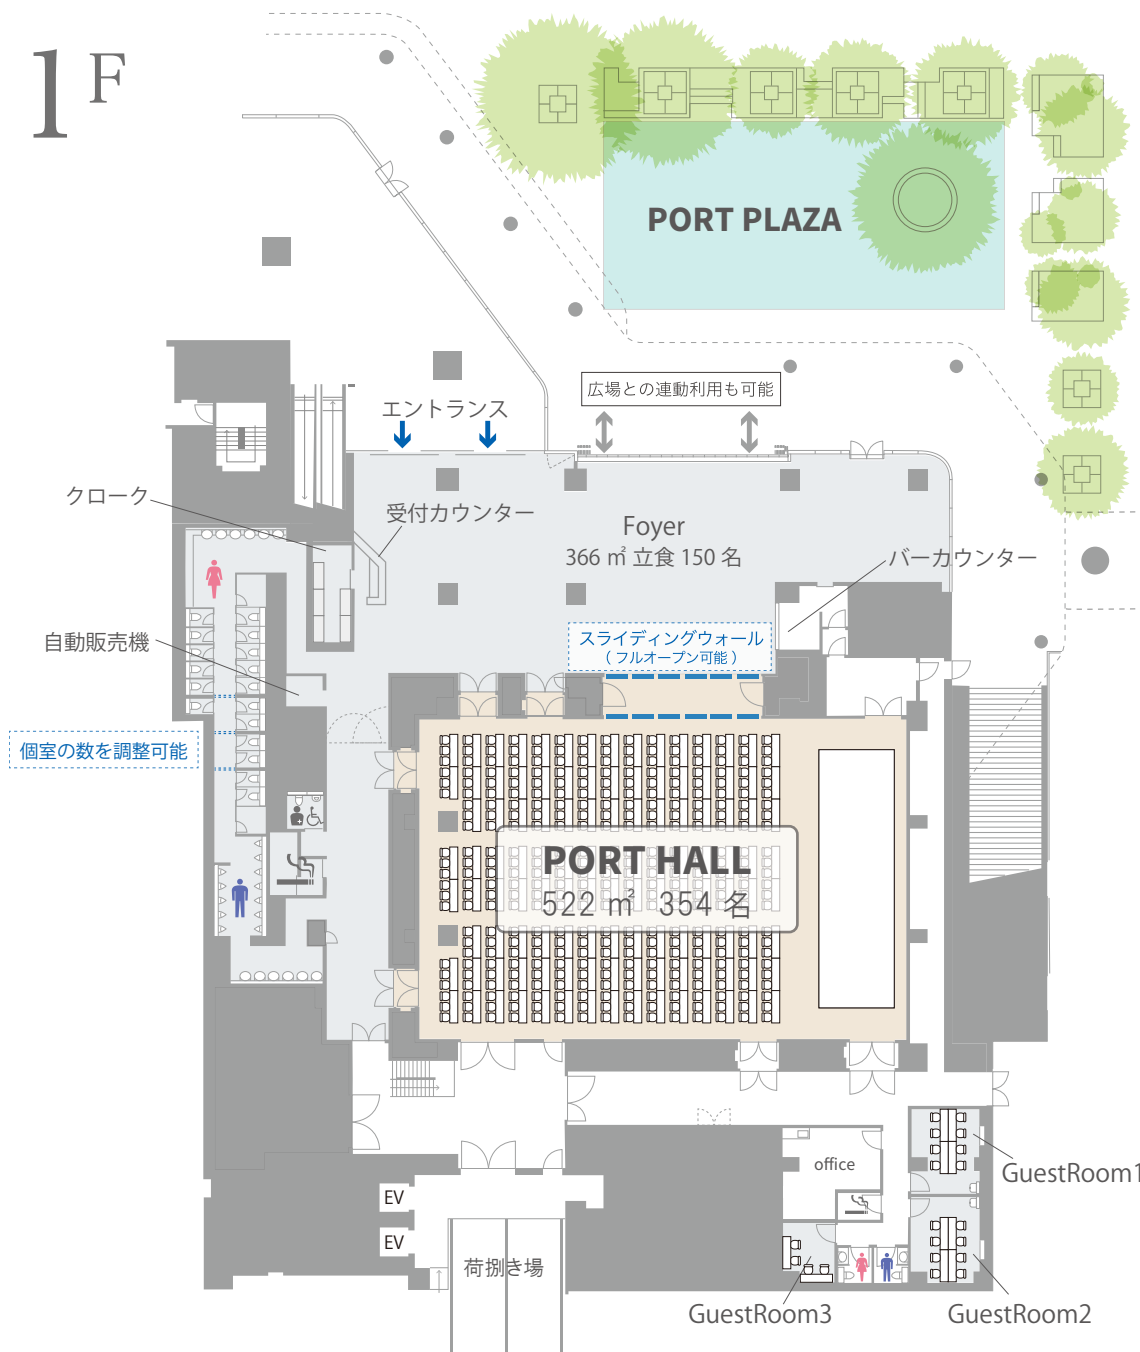 1F
PORT PLAZA
広場との連動利用も可能
エントランス
クローク
受付カウンター
Foyer
366 ㎡ 立食 150 名
バーカウンター
スライディングウォール
（フルオープン可能）
自動販売機
個室の数を調整可能
PORT HALL
522 ㎡ 354 名
office
GuestRoom1
EV
EV
荷捌き場
GuestRoom3
GuestRoom2